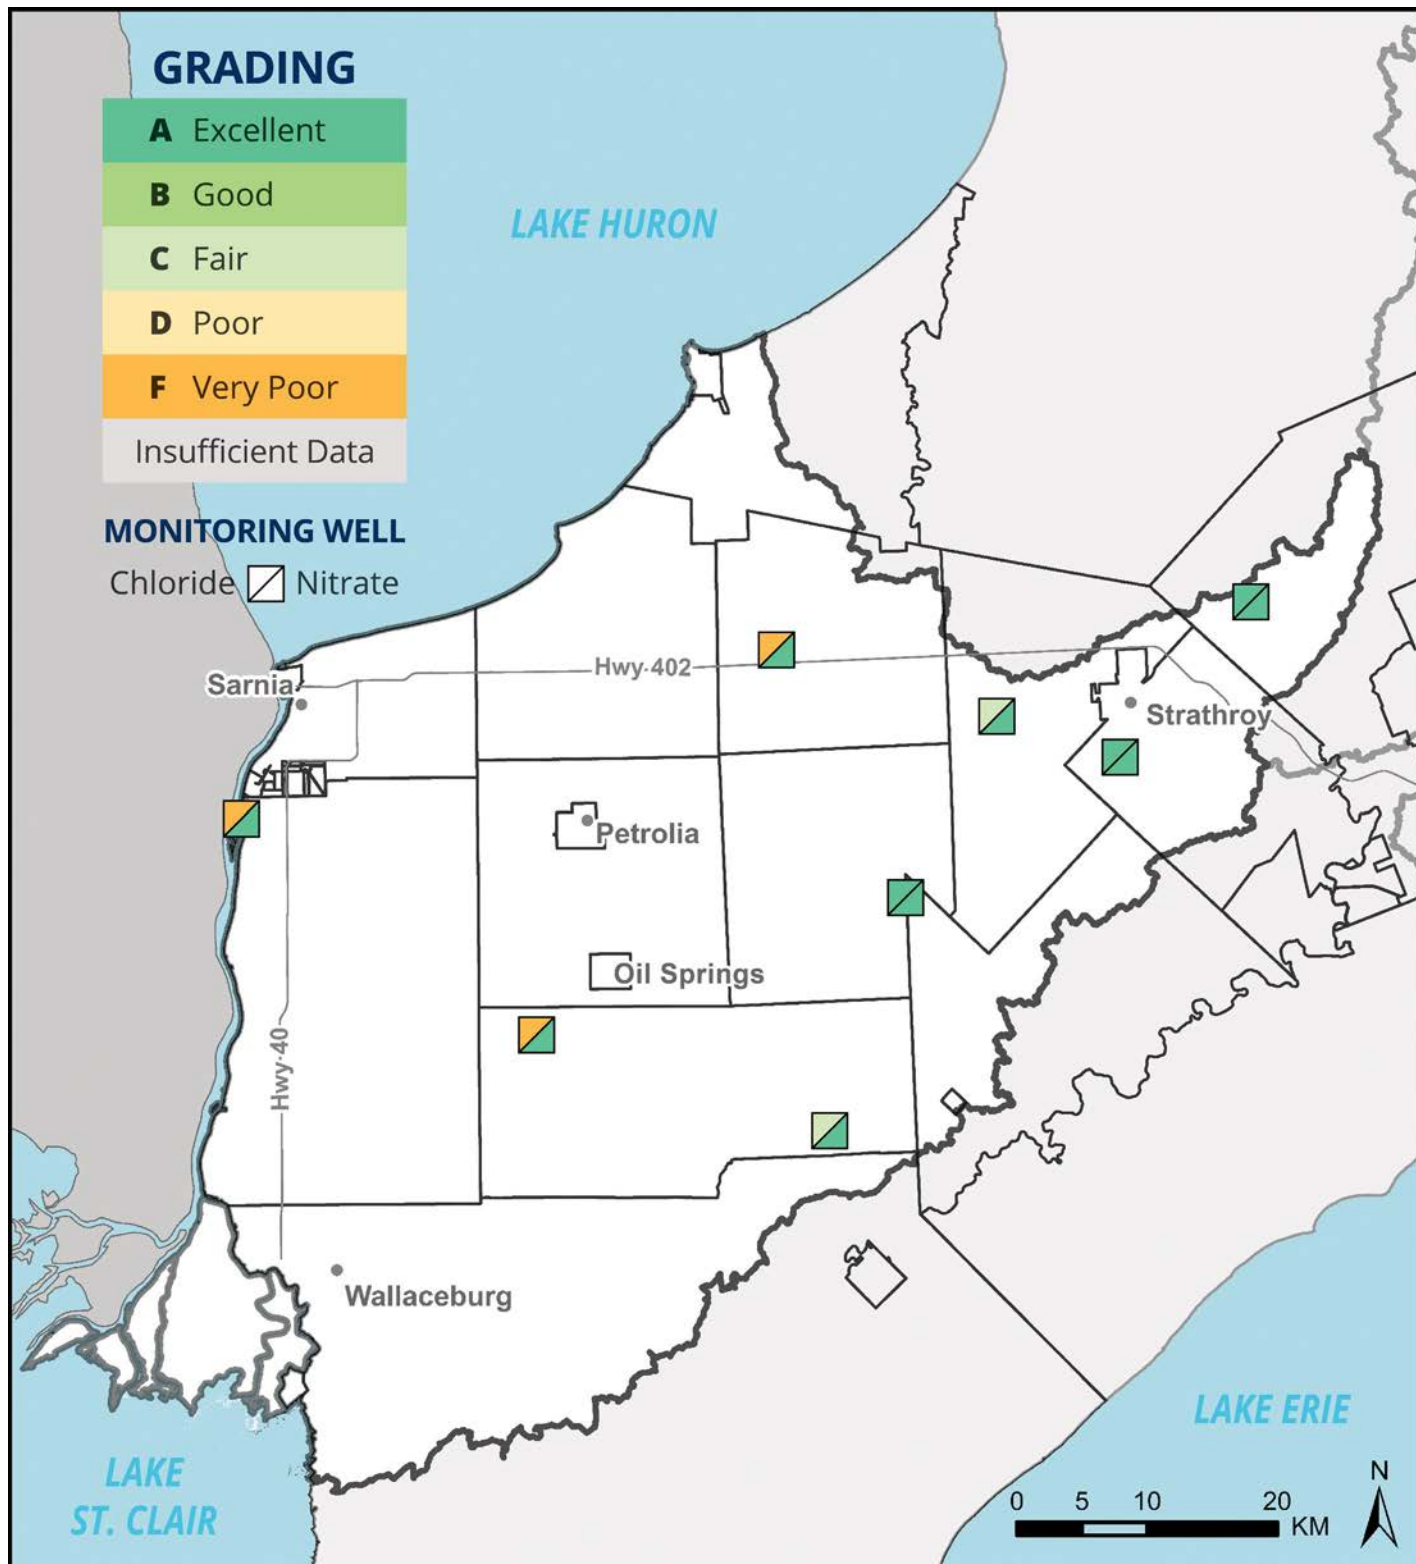 GRADING
A Excellent
B Good
C Fair
D Poor
F Very Poor
Insufficient Data
MONITORING WELL
Chloride Nitrate
LAKE HURON
Hwy 402
Sarnia
Strathroy
Petrolia
Oil Springs
Hwy 40
Wallaceburg
LAKE
ST. CLAIR
LAKE ERIE
N
0 5 10 20
KM